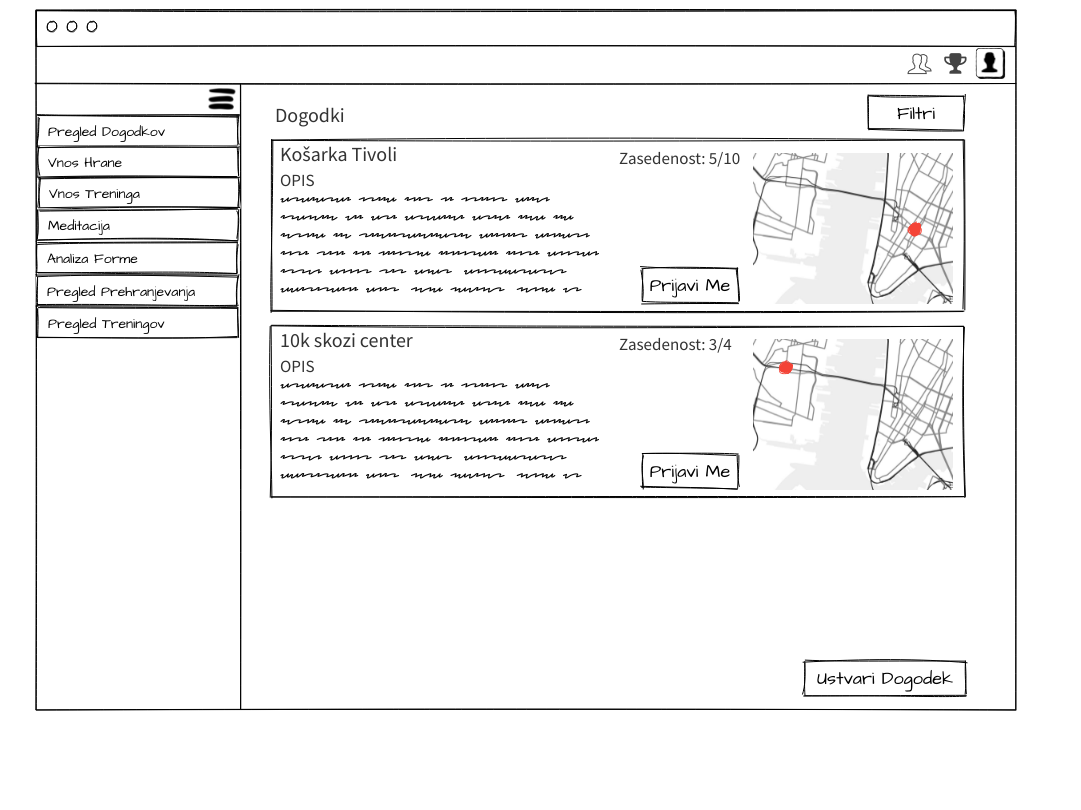 Pregled Dogodkov
Vnos Hrane
Vnos Treninga
Meditacija
Analiza Forme
Pregled Prehranjevanja
Pregled Treningov
Dogodki
Filtri
Košarka Tivoli
Zasedenost: 5/10
OPIS
Prijavi Me
10k skozi center
Zasedenost: 3/4
OPIS
Prijavi Me
Ustvari Dogodek